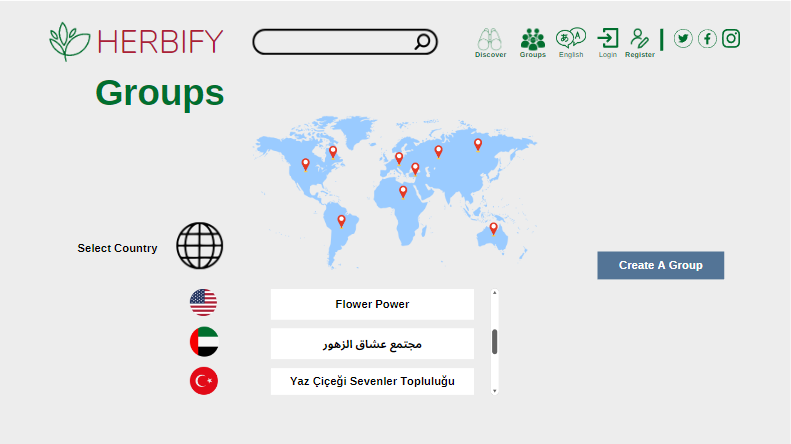 HERBIFY
Discover
Groups
English
Login
Register
Groups
Select Country
Create A Group
Flower Power
مجتمع عشاق الزهور
Yaz Çiçeği Sevenler Topluluğu